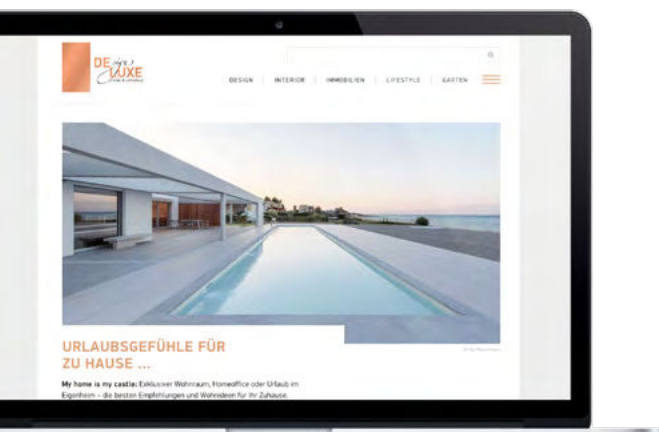 DE LUXE
DESIGN | INTERIOR | IMMOBILIEN | LIFESTYLE | GARTEN
URLAUBSGEFÜHLE FÜR
ZU HAUSE ...
My home is my castle: Exklusiver Wohnraum, Homeoffice oder Urlaub im
Eigenheim – die besten Empfehlungen und Wohnideen für Ihr Zuhause.